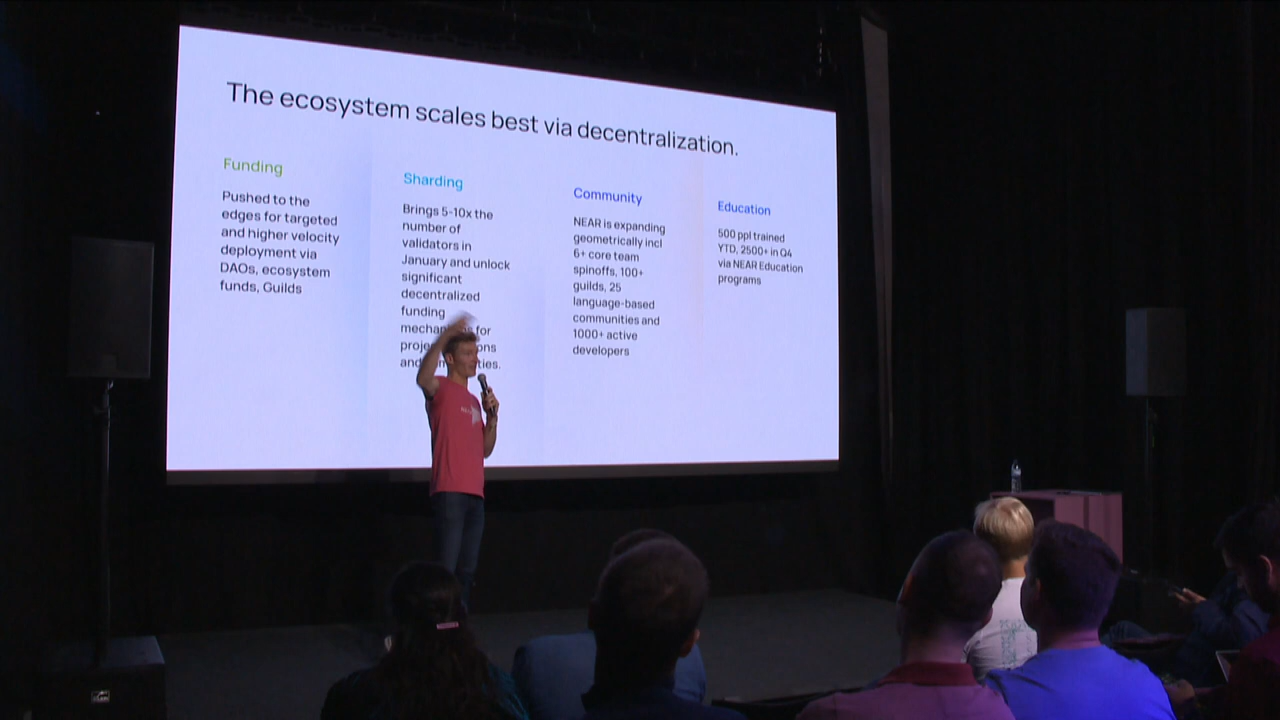 The ecosystem scales best via decentralization.
Funding
Pushed to the
edges for targeted
and higher velocity
deployment via
DAOs, ecosystem
funds, Guilds
Sharding
Brings 5-10x the
number of
validators in
January and unlock
significant
decentralized
funding
for
and
Community
NEAR is expanding
geometrically incl
6+ core team
spinoffs, 100+
guilds, 25
language-based
communities and
1000+ active
developers
Education
500 ppl trained
YTD, 2500+ in Q4
via NEAR Education
programs